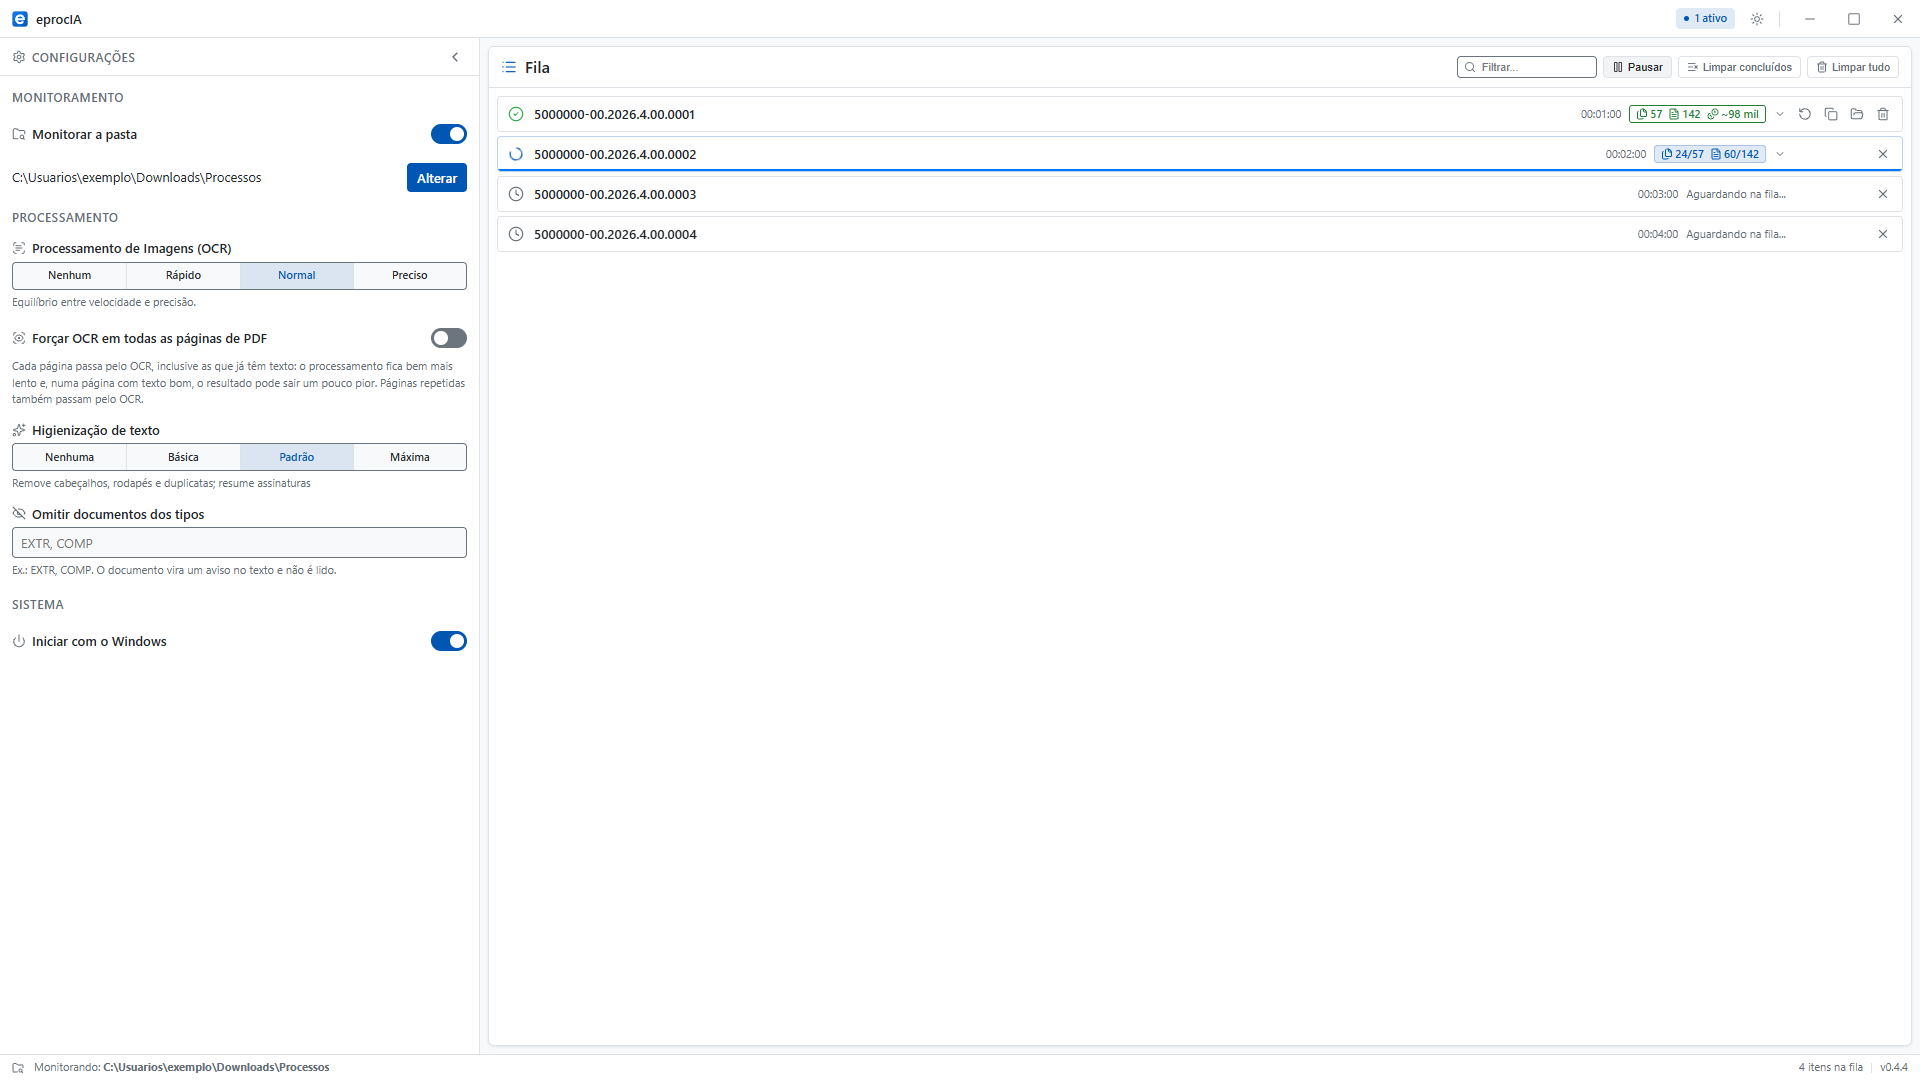 eprocIA
1 ativo
CONFIGURAÇÕES
MONITORAMENTO
Monitorar a pasta
C:\Usuarios\exemplo\Downloads\Processos
Alterar
PROCESSAMENTO
Processamento de Imagens (OCR)
Nenhum Rápido Normal Preciso
Equilíbrio entre velocidade e precisão.
Forçar OCR em todas as páginas de PDF
Cada página passa pelo OCR, inclusive as que já têm texto: o processamento fica bem mais
lento e, numa página com texto bom, o resultado pode sair um pouco pior. Páginas repetidas
também passam pelo OCR.
Higienização de texto
Nenhuma Básica Padrão Máxima
Remove cabeçalhos, rodapés e duplicatas; resume assinaturas
Omitir documentos dos tipos
EXTR, COMP
Ex.: EXTR, COMP. O documento vira um aviso no texto e não é lido.
SISTEMA
Iniciar com o Windows
Fila
Filtrar...
Pausar
Limpar concluídos
Limpar tudo
5000000-00.2026.4.00.0001 00:01:00 57 142 ~98 mil
5000000-00.2026.4.00.0002 00:02:00 24/57 60/142
5000000-00.2026.4.00.0003 00:03:00 Aguardando na fila...
5000000-00.2026.4.00.0004 00:04:00 Aguardando na fila...
Monitorando: C:\Usuarios\exemplo\Downloads\Processos
4 itens na fila v0.4.4